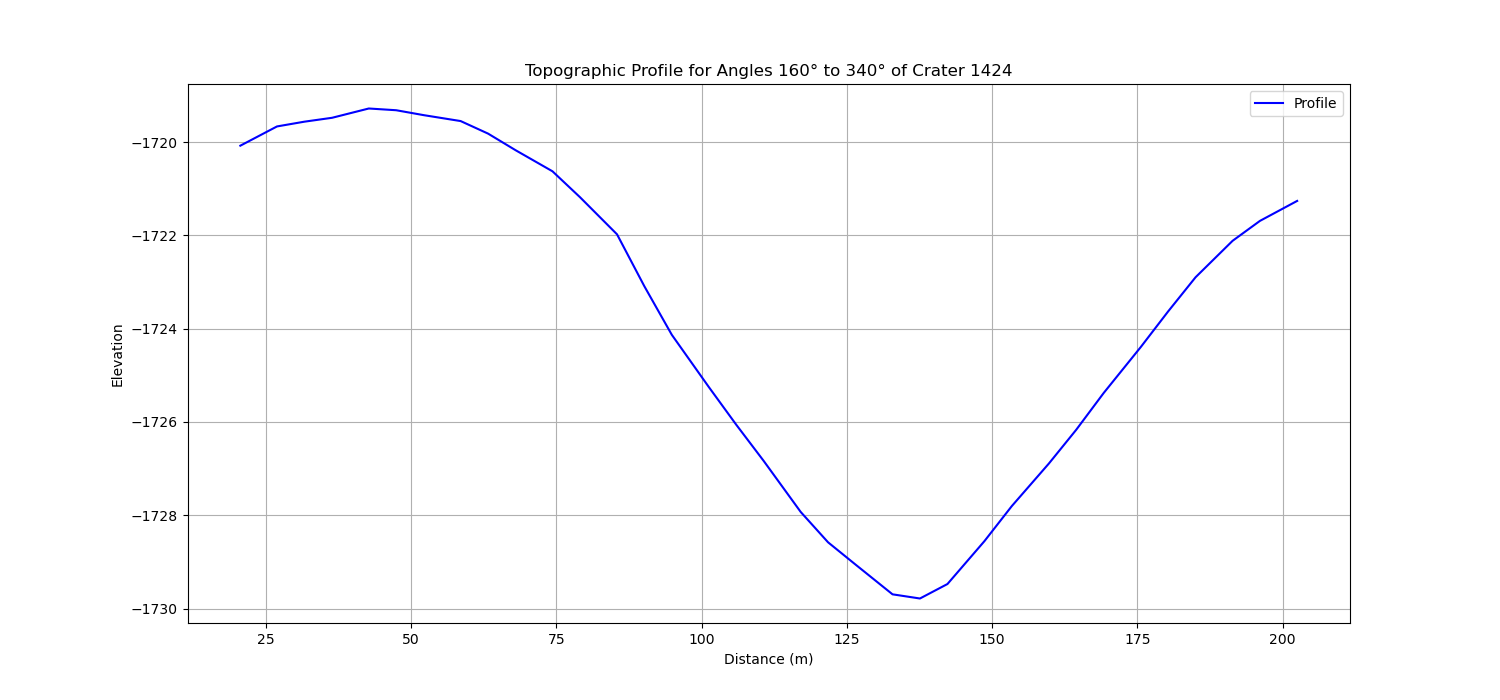 Topographic Profile for Angles 160° to 340° of Crater 1424
Profile
−1720
−1722
−1724
−1726
−1728
−1730
Elevation
25 50 75 100 125 150 175 200
Distance (m)